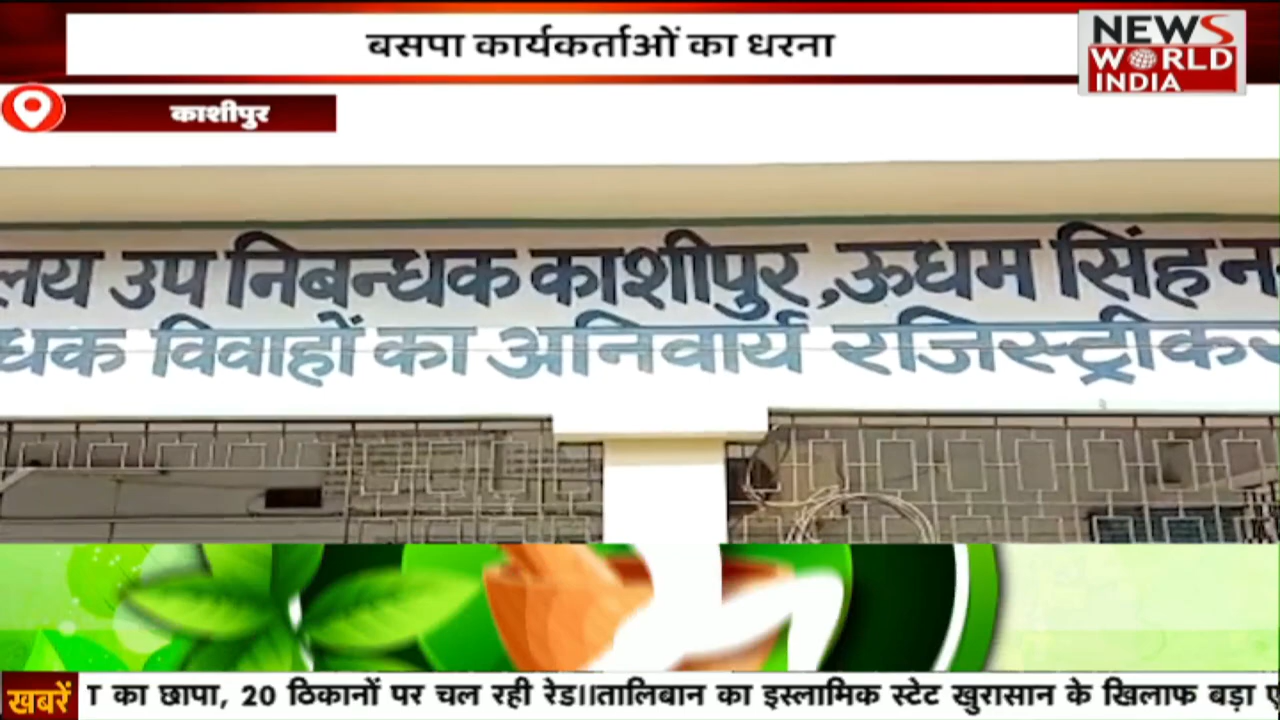 बसपा कार्यकर्ताओं का धरना
NEWS
WORLD
INDIA
काशीपुर
लय उप निबन्धक काशीपुर,ऊधम सिंह न
धक विवाहों का अनिवार्य रजिस्ट्रीकर
खबरें T का छापा, 20 ठिकानों पर चल रही रेड॥तालिबान का इस्लामिक स्टेट खुरासान के खिलाफ बड़ा ए